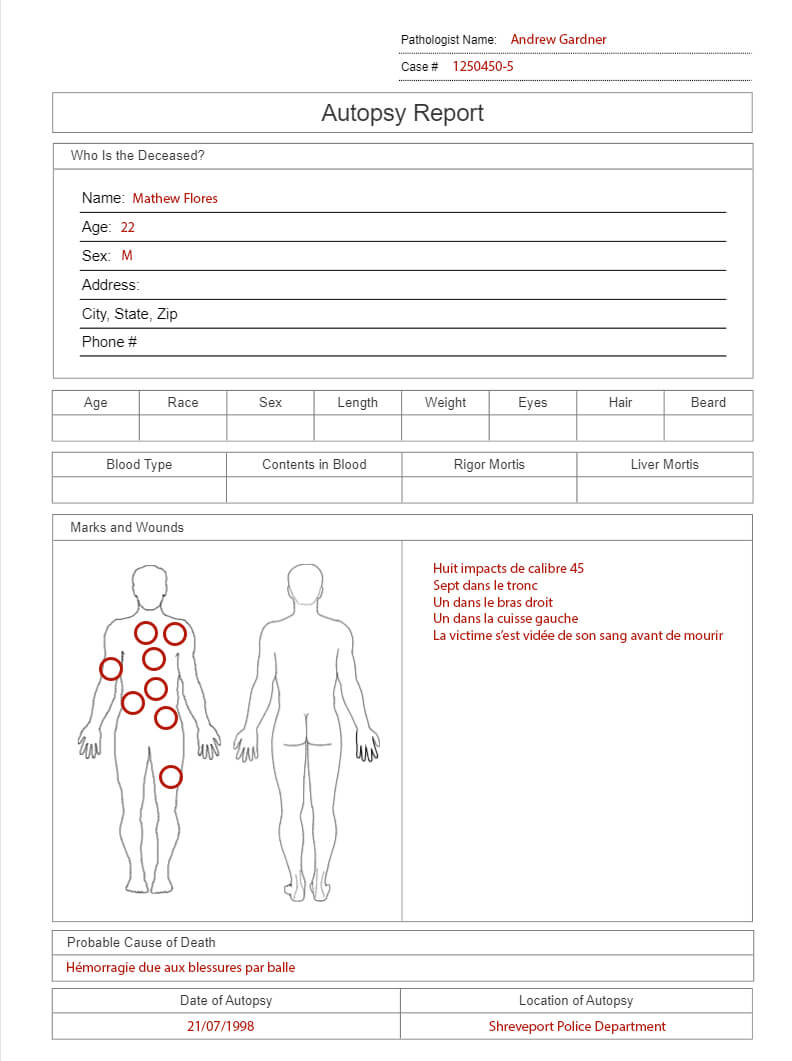 Pathologist Name: Andrew Gardner
Case # 1250450-5
Autopsy Report
Who Is the Deceased?
Name: Mathew Flores
Age: 22
Sex: M
Address:
City, State, Zip
Phone #
Age Race Sex Length Weight Eyes Hair Beard
Blood Type Contents in Blood Rigor Mortis Liver Mortis
Marks and Wounds
Huit impacts de calibre 45
Sept dans le tronc
Un dans le bras droit
Un dans la cuisse gauche
La victime s'est vidée de son sang avant de mourir
Probable Cause of Death
Hémorragie due aux blessures par balle
Date of Autopsy Location of Autopsy
21/07/1998 Shreveport Police Department